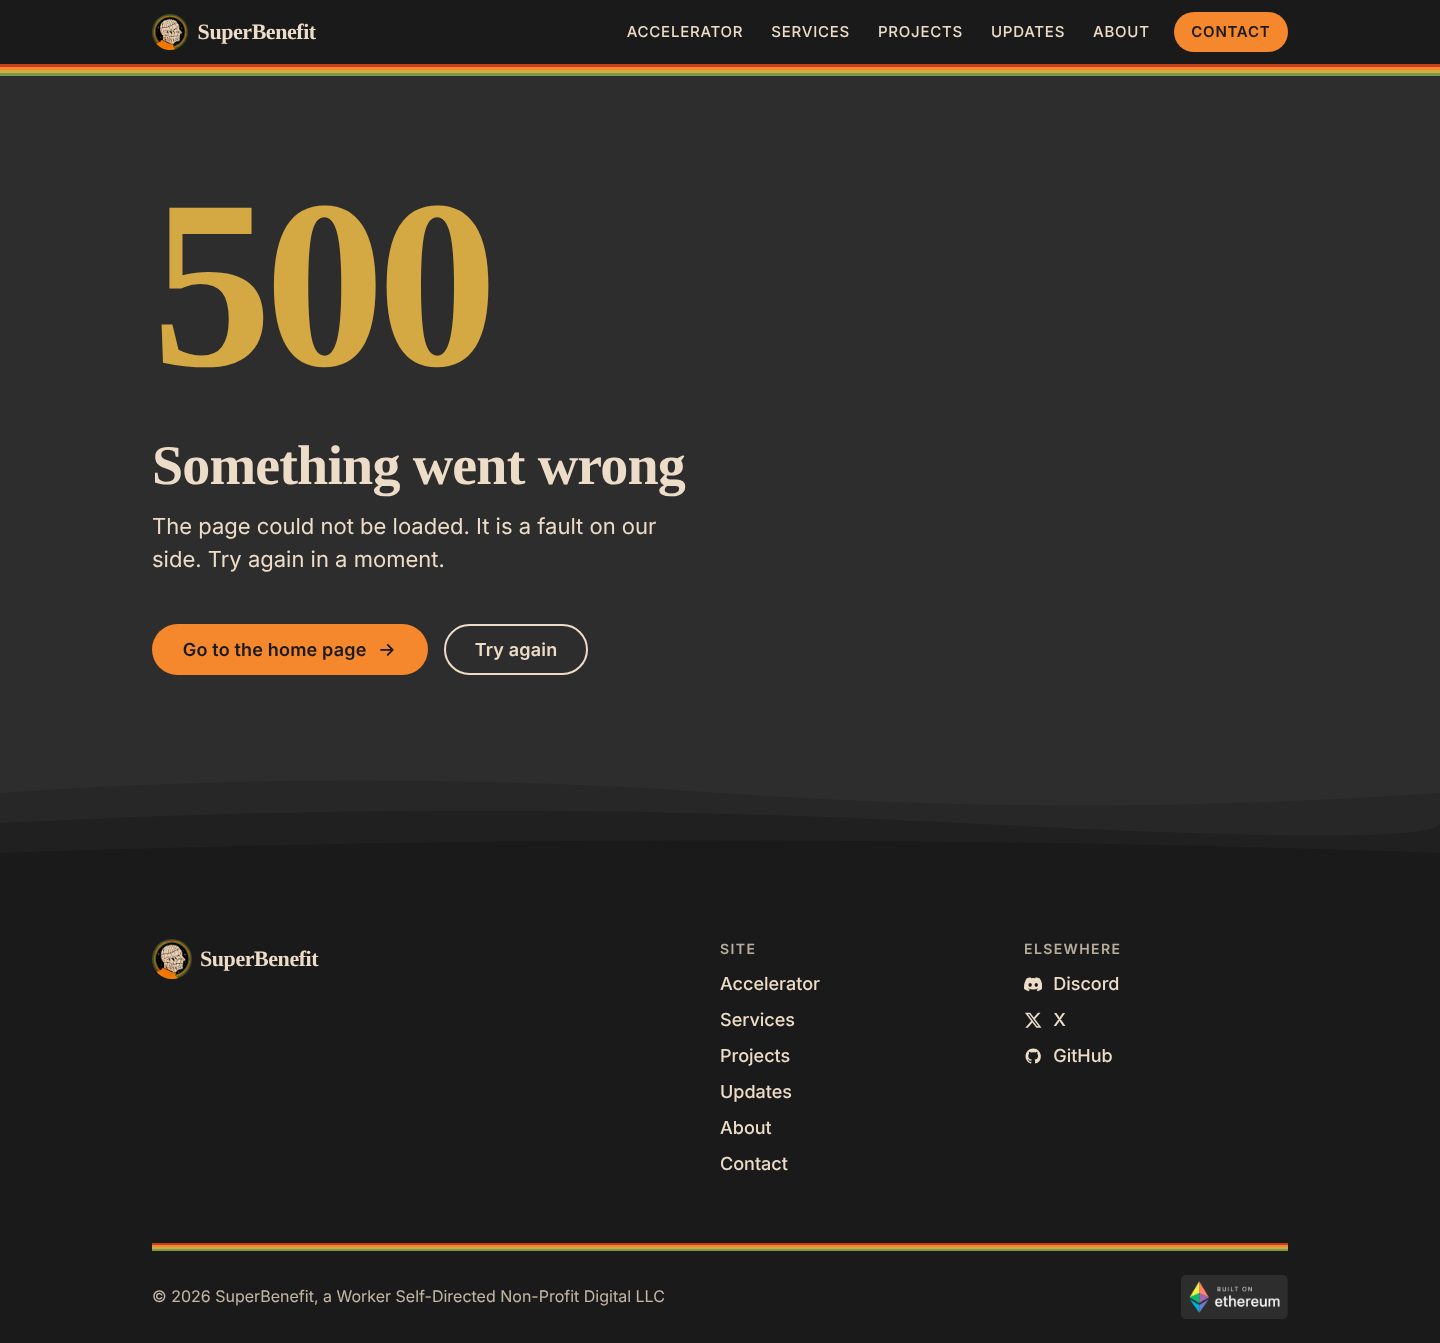 SuperBenefit
ACCELERATOR SERVICES PROJECTS UPDATES ABOUT CONTACT
500
Something went wrong
The page could not be loaded. It is a fault on our
side. Try again in a moment.
Go to the home page →
Try again
SuperBenefit
SITE
Accelerator
Services
Projects
Updates
About
Contact
ELSEWHERE
Discord
X
GitHub
© 2026 SuperBenefit, a Worker Self-Directed Non-Profit Digital LLC
BUILT ON
ethereum